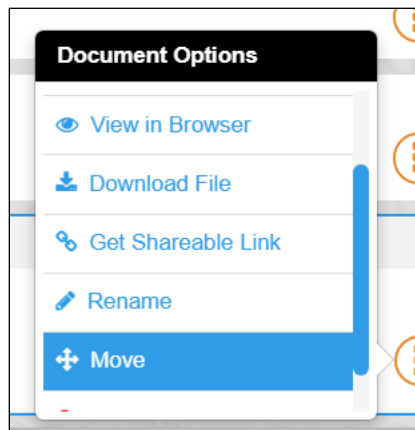 Document Options
View in Browser
Download File
Get Shareable Link
Rename
Move